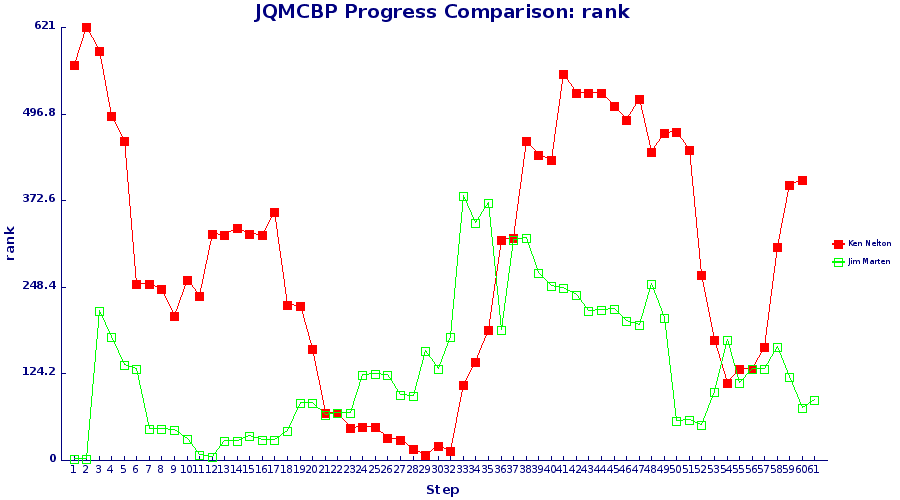 JQMCBP Progress Comparison: rank
621
496.8
372.6
248.4
124.2
0
rank
1 2 3 4 5 6 7 8 9 10 11 12 13 14 15 16 17 18 19 20 21 22 23 24 25 26 27 28 29 30 31 32 33 34 35 36 37 38 39 40 41 42 43 44 45 46 47 48 49 50 51 52 53 54 55 56 57 58 59 60 61
Step
Ken Nelton
Jim Marten